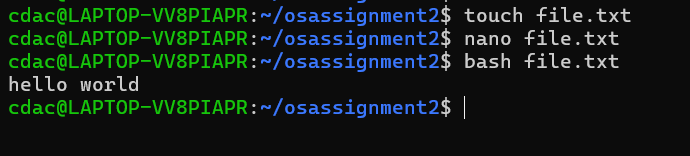 cdac@LAPTOP-VV8PIAPR:~/osassignment2$ touch file.txt
cdac@LAPTOP-VV8PIAPR:~/osassignment2$ nano file.txt
cdac@LAPTOP-VV8PIAPR:~/osassignment2$ bash file.txt
hello world
cdac@LAPTOP-VV8PIAPR:~/osassignment2$